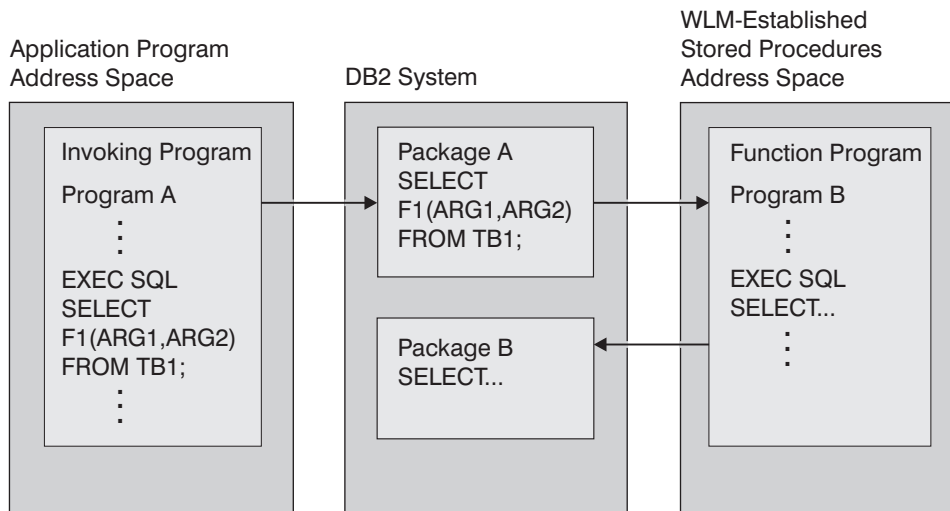 Application Program
Address Space
Invoking Program
Program A
EXEC SQL
SELECT
F1(ARG1,ARG2)
FROM TB1;
DB2 System
Package A
SELECT
F1(ARG1,ARG2)
FROM TB1;
Package B
SELECT...
WLM-Established
Stored Procedures
Address Space
Function Program
Program B
EXEC SQL
SELECT...